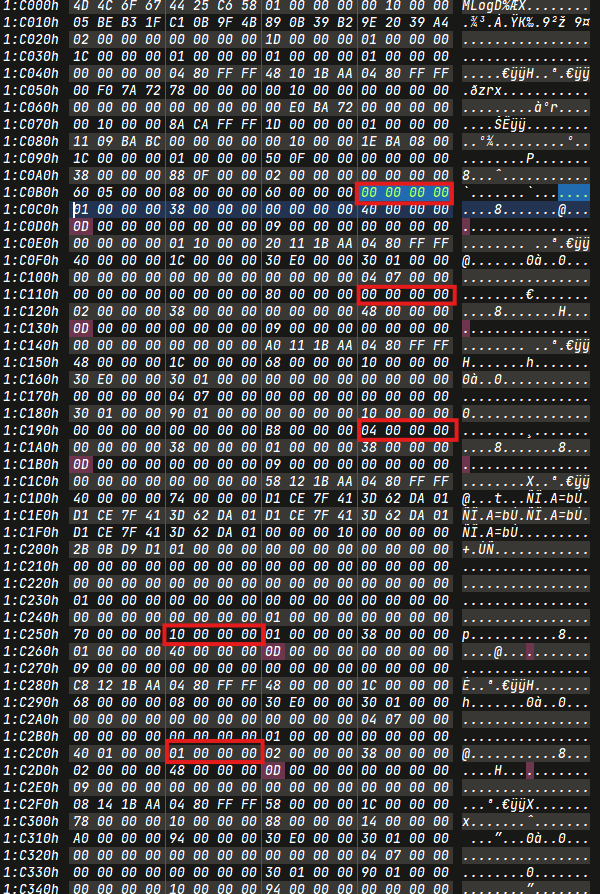 1:C000h 4D 4C 6F 67 44 25 C6 58 01 00 00 00 00 10 00 00 MLogD%ÆX........
1:C010h 05 BE B3 1F C1 0B 9F 4B 89 0B 39 B2 9E 20 39 A4 .¾³.Á.ŸK‰.9²ž 9¤
1:C020h 02 00 00 00 00 00 00 00 1D 00 00 00 01 00 00 00 ................
1:C030h 1C 00 00 00 01 00 00 00 01 00 00 00 01 00 00 00 ................
1:C040h 00 00 00 00 04 80 FF FF 48 10 1B AA 04 80 FF FF .....€ÿÿH..ª.€ÿÿ
1:C050h 00 F0 7A 72 78 00 00 00 00 10 00 00 00 00 00 00 .ðzrx...........
1:C060h 00 00 00 00 00 00 00 00 00 E0 BA 72 00 00 00 00 .........àºr....
1:C070h 00 10 00 00 8A CA FF FF 1D 00 00 00 01 00 00 00 ....ŠÊÿÿ........
1:C080h 11 09 BA BC 00 00 00 00 10 00 00 00 1E BA 08 00 ..º¼.........º..
1:C090h 1C 00 00 00 01 00 00 00 50 0F 00 00 00 00 00 00 ........P.......
1:C0A0h 38 00 00 00 88 0F 00 00 02 00 00 00 00 00 00 00 8...ˆ...........
1:C0B0h 60 05 00 00 08 00 00 00 60 00 00 00 00 00 00 00 `.......`.......
1:C0C0h 01 00 00 00 38 00 00 00 00 00 00 00 40 00 00 00 ....8.......@...
1:C0D0h 0D 00 00 00 00 00 00 00 09 00 00 00 00 00 00 00 ................
1:C0E0h 00 00 00 00 01 10 00 00 20 11 1B AA 04 80 FF FF ........ ..ª.€ÿÿ
1:C0F0h 40 00 00 00 1C 00 00 00 30 E0 00 00 30 01 00 00 @.......0à..0...
1:C100h 00 00 00 00 00 00 00 00 00 00 00 00 04 07 00 00 ................
1:C110h 00 00 00 00 00 00 00 00 80 00 00 00 00 00 00 00 ........€.......
1:C120h 02 00 00 00 38 00 00 00 00 00 00 00 48 00 00 00 ....8.......H...
1:C130h 0D 00 00 00 00 00 00 00 09 00 00 00 00 00 00 00 ................
1:C140h 00 00 00 00 00 00 00 00 A0 11 1B AA 04 80 FF FF ........ ..ª.€ÿÿ
1:C150h 48 00 00 00 1C 00 00 00 68 00 00 00 10 00 00 00 H.......h.......
1:C160h 30 E0 00 00 30 01 00 00 00 00 00 00 00 00 00 00 0à..0...........
1:C170h 00 00 00 00 04 07 00 00 00 00 00 00 00 00 00 00 ................
1:C180h 30 01 00 00 90 01 00 00 00 00 00 00 10 00 00 00 0...............
1:C190h 00 00 00 00 00 00 00 00 B8 00 00 00 04 00 00 00 ........¸.......
1:C1A0h 00 00 00 00 38 00 00 00 01 00 00 00 38 00 00 00 ....8.......8...
1:C1B0h 0D 00 00 00 00 00 00 00 09 00 00 00 00 00 00 00 ................
1:C1C0h 00 00 00 00 00 00 00 00 58 12 1B AA 04 80 FF FF ........X..ª.€ÿÿ
1:C1D0h 40 00 00 00 74 00 00 00 D1 CE 7F 41 3D 62 DA 01 @...t...ÑÎ.A=bÚ.
1:C1E0h D1 CE 7F 41 3D 62 DA 01 D1 CE 7F 41 3D 62 DA 01 ÑÎ.A=bÚ.ÑÎ.A=bÚ.
1:C1F0h D1 CE 7F 41 3D 62 DA 01 00 00 00 10 00 00 00 00 ÑÎ.A=bÚ.........
1:C200h 2B 0B D9 D1 01 00 00 00 00 00 00 00 00 00 00 00 +.ÙÑ............
1:C210h 00 00 00 00 00 00 00 00 00 00 00 00 00 00 00 00 ................
1:C220h 00 00 00 00 00 00 00 00 00 00 00 00 00 00 00 00 ................
1:C230h 01 00 00 00 00 00 00 00 00 00 00 00 00 00 00 00 ................
1:C240h 00 00 00 00 00 00 00 00 01 00 00 00 00 00 00 00 ................
1:C250h 70 00 00 00 10 00 00 00 01 00 00 00 38 00 00 00 p...........8...
1:C260h 01 00 00 00 40 00 00 00 0D 00 00 00 00 00 00 00 ....@...........
1:C270h 09 00 00 00 00 00 00 00 00 00 00 00 00 00 00 00 ................
1:C280h C8 12 1B AA 04 80 FF FF 48 00 00 00 1C 00 00 00 È..ª.€ÿÿH.......
1:C290h 68 00 00 00 08 00 00 00 30 E0 00 00 30 01 00 00 h.......0à..0...
1:C2A0h 00 00 00 00 00 00 00 00 00 00 00 00 04 07 00 00 ................
1:C2B0h 00 00 00 00 00 00 00 00 01 00 00 00 00 00 00 00 ................
1:C2C0h 40 01 00 00 01 00 00 00 02 00 00 00 38 00 00 00 @...........8...
1:C2D0h 02 00 00 00 48 00 00 00 0D 00 00 00 00 00 00 00 ....H...........
1:C2E0h 09 00 00 00 00 00 00 00 00 00 00 00 00 00 00 00 ................
1:C2F0h 08 14 1B AA 04 80 FF FF 58 00 00 00 1C 00 00 00 ...ª.€ÿÿX.......
1:C300h 78 00 00 00 10 00 00 00 88 00 00 00 14 00 00 00 x.......ˆ.......
1:C310h A0 00 00 00 94 00 00 00 30 E0 00 00 30 01 00 00  ...”...0à..0...
1:C320h 00 00 00 00 00 00 00 00 00 00 00 00 04 07 00 00 ................
1:C330h 00 00 00 00 00 00 00 00 30 01 00 00 90 01 00 00 ........0.......
1:C340h 00 00 00 00 10 00 00 00 94 00 00 00 00 00 00 00 ........”.......